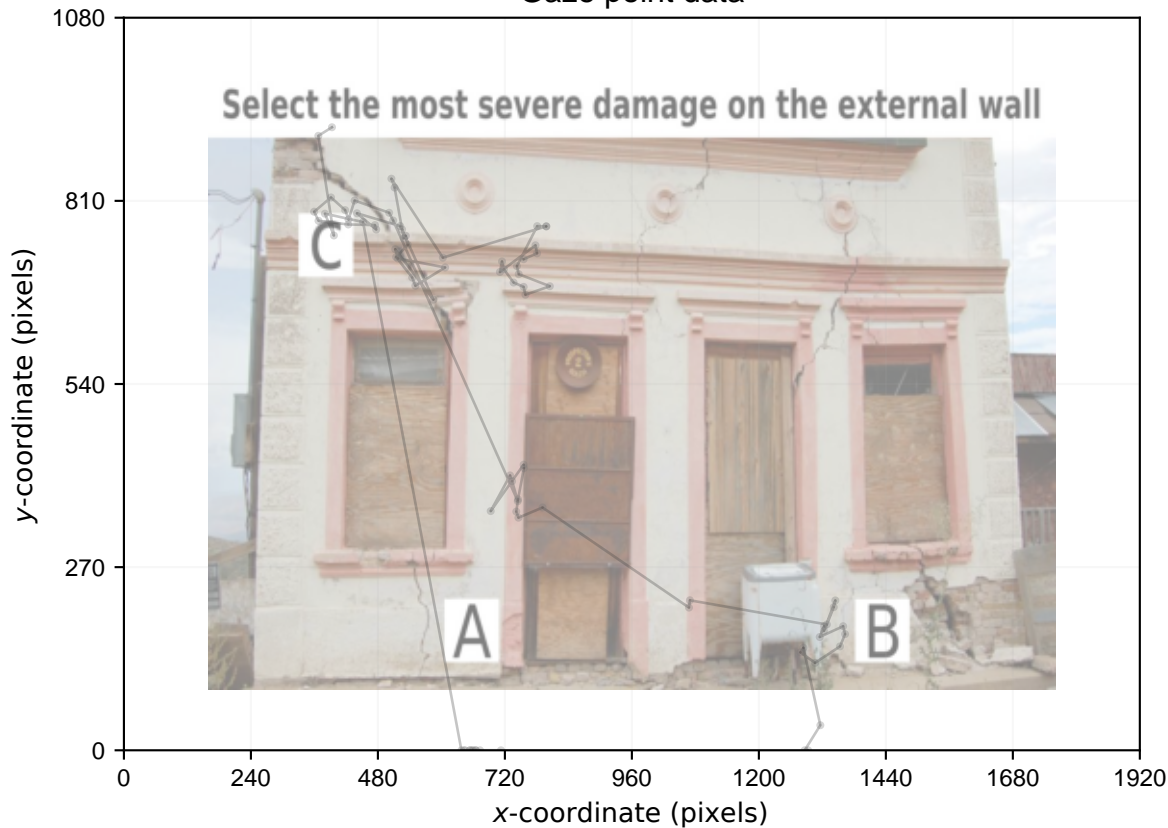 Gaze point data
1080
Select the most severe damage on the external wall
810
C
540
270
A
B
0
0 240 480 720 960 1200 1440 1680 1920
x-coordinate (pixels)
y-coordinate (pixels)